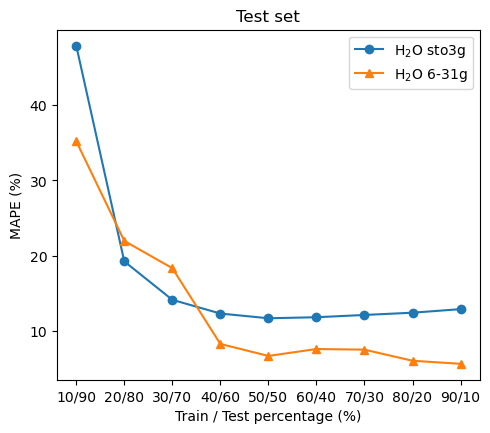 Test set
H₂O sto3g
H₂O 6-31g
MAPE (%)
40
30
20
10
10/90 20/80 30/70 40/60 50/50 60/40 70/30 80/20 90/10
Train / Test percentage (%)